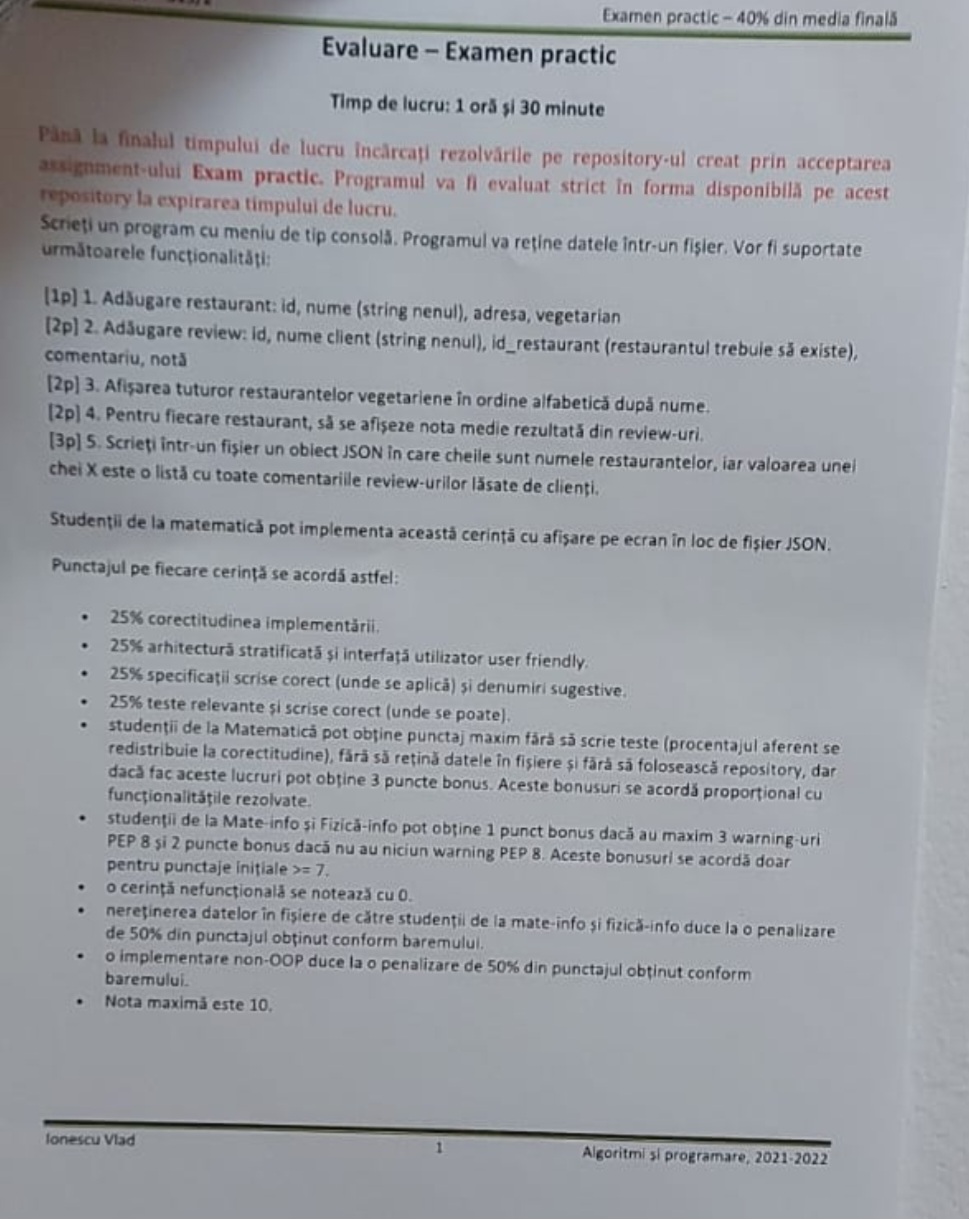 Examen practic – 40% din media finală
Evaluare – Examen practic
Timp de lucru: 1 oră și 30 minute
Până la finalul timpului de lucru încărcați rezolvările pe repository-ul creat prin acceptarea
assignment-ului Exam practic. Programul va fi evaluat strict în forma disponibilă pe acest
repository la expirarea timpului de lucru.
Scrieți un program cu meniu de tip consolă. Programul va reține datele într-un fișier. Vor fi suportate
următoarele funcționalități:
[1p] 1. Adăugare restaurant: id, nume (string nenul), adresa, vegetarian
[2p] 2. Adăugare review: id, nume client (string nenul), id_restaurant (restaurantul trebuie să existe),
comentariu, notă
[2p] 3. Afișarea tuturor restaurantelor vegetariene în ordine alfabetică după nume.
[2p] 4. Pentru fiecare restaurant, să se afișeze nota medie rezultată din review-uri.
[3p] 5. Scrieți într-un fișier un obiect JSON în care cheile sunt numele restaurantelor, iar valoarea unei
chei X este o listă cu toate comentariile review-urilor lăsate de clienți.
Studenții de la matematică pot implementa această cerință cu afișare pe ecran în loc de fișier JSON.
Punctajul pe fiecare cerință se acordă astfel:
• 25% corectitudinea implementării.
• 25% arhitectură stratificată și interfață utilizator user friendly.
• 25% specificații scrise corect (unde se aplică) și denumiri sugestive.
• 25% teste relevante și scrise corect (unde se poate).
• studenții de la Matematică pot obține punctaj maxim fără să scrie teste (procentajul aferent se
redistribuie la corectitudine), fără să rețină datele în fișiere și fără să folosească repository, dar
dacă fac aceste lucruri pot obține 3 puncte bonus. Aceste bonusuri se acordă proporțional cu
funcționalitățile rezolvate.
• studenții de la Mate-info și Fizică-info pot obține 1 punct bonus dacă au maxim 3 warning-uri
PEP 8 și 2 puncte bonus dacă nu au niciun warning PEP 8. Aceste bonusuri se acordă doar
pentru punctaje inițiale >= 7.
• o cerință nefuncțională se notează cu 0.
• nereținerea datelor în fișiere de către studenții de la mate-info și fizică-info duce la o penalizare
de 50% din punctajul obținut conform baremului.
• o implementare non-OOP duce la o penalizare de 50% din punctajul obținut conform
baremului.
• Nota maximă este 10.
Ionescu Vlad
1
Algoritmi și programare, 2021-2022